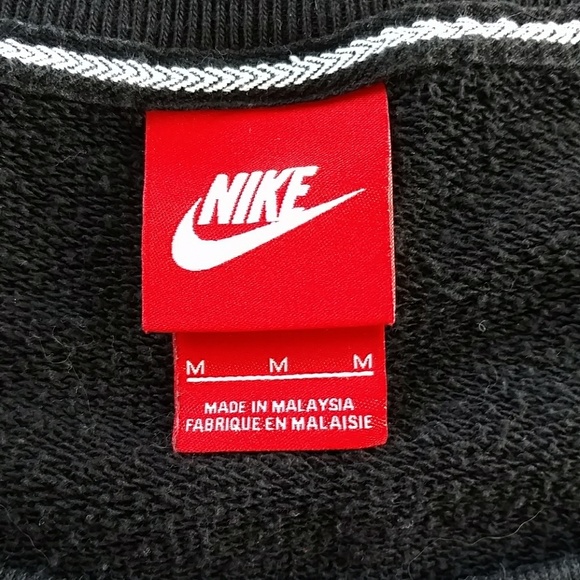 NIKE
M M M
MADE IN MALAYSIA
FABRIQUE EN MALAISIE